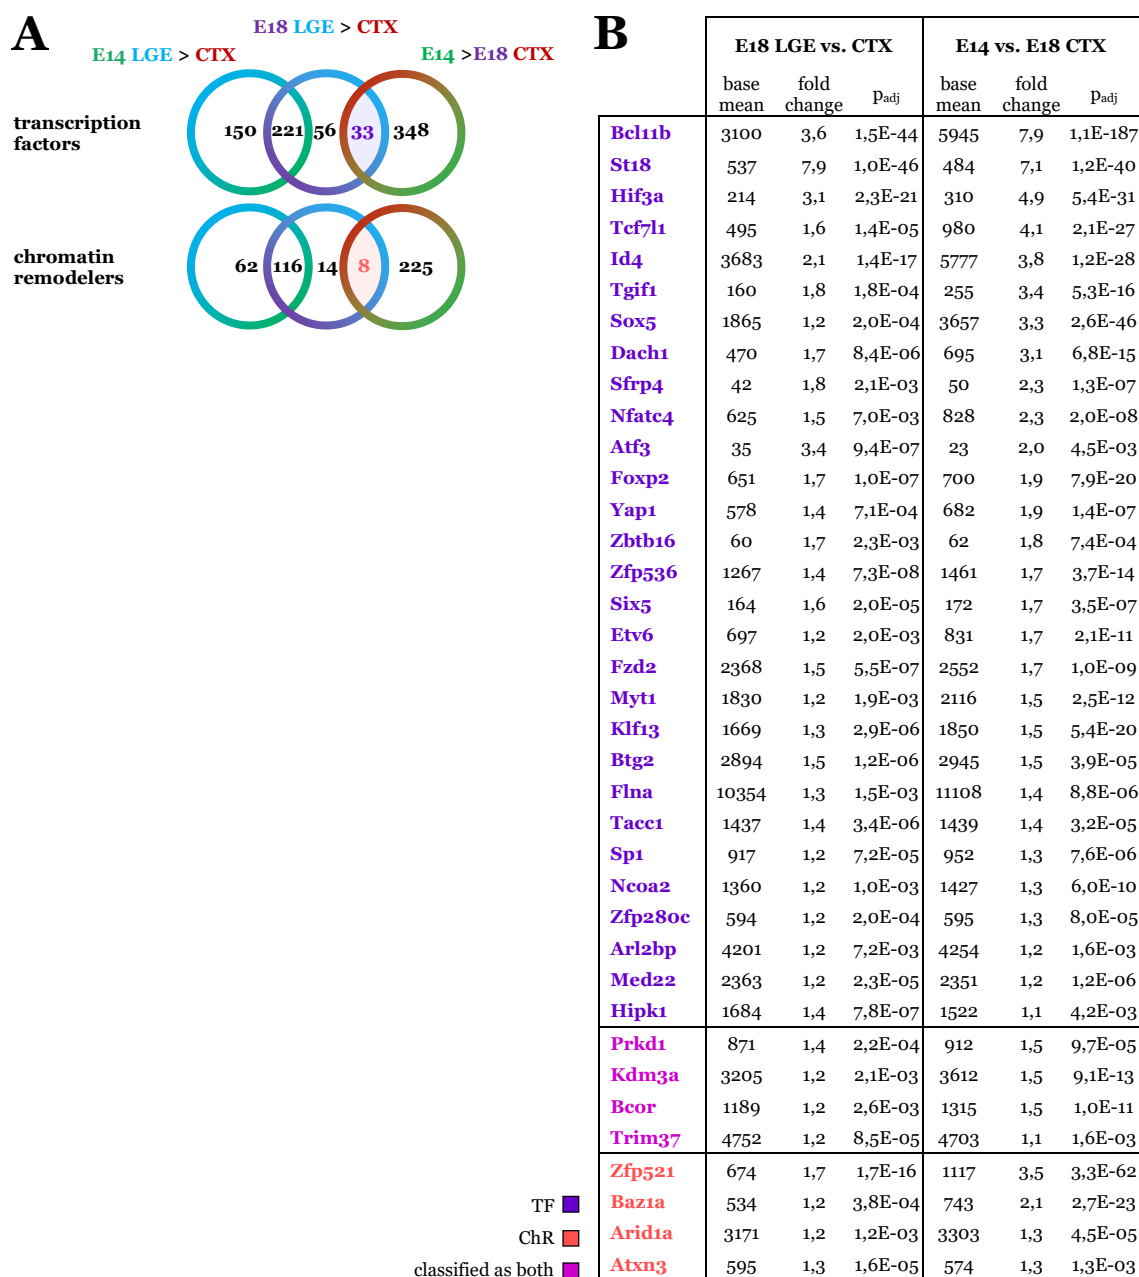 A
E18 LGE > CTX
E14 LGE > CTX
E14 >E18 CTX
transcription
factors
150 221 56 33 348
chromatin
remodelers
62 116 14 8 225
TF
ChR
classified as both
B
E18 LGE vs. CTX E14 vs. E18 CTX
base mean fold change padj base mean fold change padj
Bcl11b 3100 3,6 1,5E-44 5945 7,9 1,1E-187
St18 537 7,9 1,0E-46 484 7,1 1,2E-40
Hif3a 214 3,1 2,3E-21 310 4,9 5,4E-31
Tcf7l1 495 1,6 1,4E-05 980 4,1 2,1E-27
Id4 3683 2,1 1,4E-17 5777 3,8 1,2E-28
Tgif1 160 1,8 1,8E-04 255 3,4 5,3E-16
Sox5 1865 1,2 2,0E-04 3657 3,3 2,6E-46
Dach1 470 1,7 8,4E-06 695 3,1 6,8E-15
Sfrp4 42 1,8 2,1E-03 50 2,3 1,3E-07
Nfatc4 625 1,5 7,0E-03 828 2,3 2,0E-08
Atf3 35 3,4 9,4E-07 23 2,0 4,5E-03
Foxp2 651 1,7 1,0E-07 700 1,9 7,9E-20
Yap1 578 1,4 7,1E-04 682 1,9 1,4E-07
Zbtb16 60 1,7 2,3E-03 62 1,8 7,4E-04
Zfp536 1267 1,4 7,3E-08 1461 1,7 3,7E-14
Six5 164 1,6 2,0E-05 172 1,7 3,5E-07
Etv6 697 1,2 2,0E-03 831 1,7 2,1E-11
Fzd2 2368 1,5 5,5E-07 2552 1,7 1,0E-09
Myt1 1830 1,2 1,9E-03 2116 1,5 2,5E-12
Klf13 1669 1,3 2,9E-06 1850 1,5 5,4E-20
Btg2 2894 1,5 1,2E-06 2945 1,5 3,9E-05
Flna 10354 1,3 1,5E-03 11108 1,4 8,8E-06
Tacc1 1437 1,4 3,4E-06 1439 1,4 3,2E-05
Sp1 917 1,2 7,2E-05 952 1,3 7,6E-06
Ncoa2 1360 1,2 1,0E-03 1427 1,3 6,0E-10
Zfp280c 594 1,2 2,0E-04 595 1,3 8,0E-05
Arl2bp 4201 1,2 7,2E-03 4254 1,2 1,6E-03
Med22 2363 1,2 2,3E-05 2351 1,2 1,2E-06
Hipk1 1684 1,4 7,8E-07 1522 1,1 4,2E-03
Prkd1 871 1,4 2,2E-04 912 1,5 9,7E-05
Kdm3a 3205 1,2 2,1E-03 3612 1,5 9,1E-13
Bcor 1189 1,2 2,6E-03 1315 1,5 1,0E-11
Trim37 4752 1,2 8,5E-05 4703 1,1 1,6E-03
Zfp521 674 1,7 1,7E-16 1117 3,5 3,3E-62
Baz1a 534 1,2 3,8E-04 743 2,1 2,7E-23
Arid1a 3171 1,2 1,2E-03 3303 1,3 4,5E-05
Atxn3 595 1,3 1,6E-05 574 1,3 1,3E-03